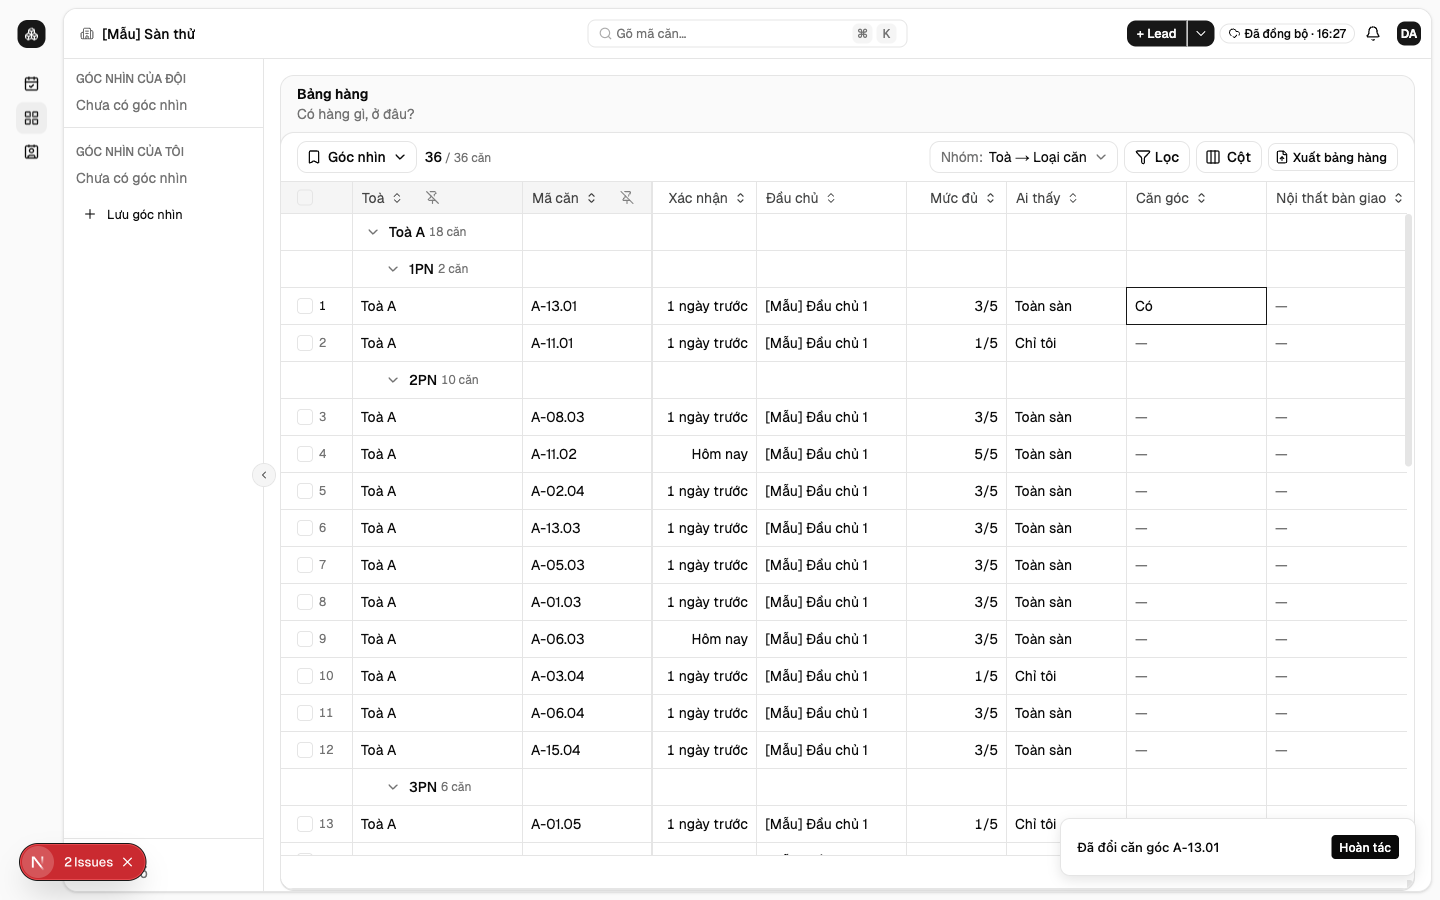 [Mẫu] Sàn thử
Gõ mã căn...
⌘ K
+ Lead
Đã đồng bộ · 16:27
DA
GÓC NHÌN CỦA ĐỘI
Chưa có góc nhìn
GÓC NHÌN CỦA TÔI
Chưa có góc nhìn
+ Lưu góc nhìn
Bảng hàng
Có hàng gì, ở đâu?
Góc nhìn 36 / 36 căn
Nhóm: Toà → Loại căn
Lọc
Cột
Xuất bảng hàng
Toà Mã căn Xác nhận Đầu chủ Mức đủ Ai thấy Căn góc Nội thất bàn giao
Toà A 18 căn
1PN 2 căn
1 Toà A A-13.01 1 ngày trước [Mẫu] Đầu chủ 1 3/5 Toàn sàn Có —
2 Toà A A-11.01 1 ngày trước [Mẫu] Đầu chủ 1 1/5 Chỉ tôi — —
2PN 10 căn
3 Toà A A-08.03 1 ngày trước [Mẫu] Đầu chủ 1 3/5 Toàn sàn — —
4 Toà A A-11.02 Hôm nay [Mẫu] Đầu chủ 1 5/5 Toàn sàn — —
5 Toà A A-02.04 1 ngày trước [Mẫu] Đầu chủ 1 3/5 Toàn sàn — —
6 Toà A A-13.03 1 ngày trước [Mẫu] Đầu chủ 1 3/5 Toàn sàn — —
7 Toà A A-05.03 1 ngày trước [Mẫu] Đầu chủ 1 3/5 Toàn sàn — —
8 Toà A A-01.03 1 ngày trước [Mẫu] Đầu chủ 1 3/5 Toàn sàn — —
9 Toà A A-06.03 Hôm nay [Mẫu] Đầu chủ 1 3/5 Toàn sàn — —
10 Toà A A-03.04 1 ngày trước [Mẫu] Đầu chủ 1 1/5 Chỉ tôi — —
11 Toà A A-06.04 1 ngày trước [Mẫu] Đầu chủ 1 3/5 Toàn sàn — —
12 Toà A A-15.04 1 ngày trước [Mẫu] Đầu chủ 1 3/5 Toàn sàn — —
3PN 6 căn
13 Toà A A-01.05 1 ngày trước [Mẫu] Đầu chủ 1 1/5 Chỉ tôi
Đã đổi căn góc A-13.01
Hoàn tác
N 2 Issues